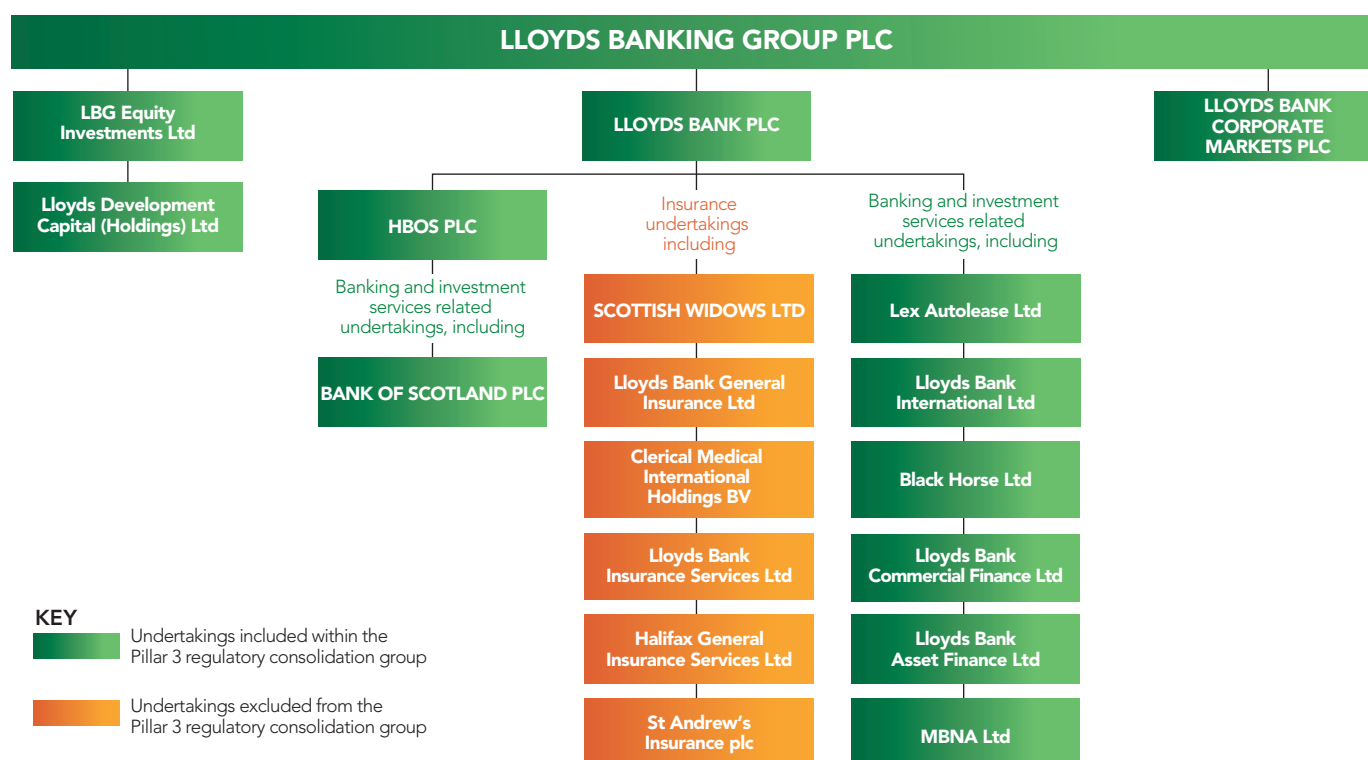 LLOYDS BANKING GROUP PLC
LBG Equity
Investments Ltd
LLOYDS BANK PLC
LLOYDS BANK
CORPORATE
MARKETS PLC
Lloyds Development
Capital (Holdings) Ltd
HBOS PLC
Insurance
undertakings
including
Banking and investment
services related
undertakings, including
Banking and investment
services related
undertakings, including
BANK OF SCOTLAND PLC
SCOTTISH WIDOWS LTD
Lloyds Bank General
Insurance Ltd
Clerical Medical
International
Holdings BV
Lloyds Bank
Insurance Services Ltd
Halifax General
Insurance Services Ltd
St Andrew's
Insurance plc
Lex Autolease Ltd
Lloyds Bank
International Ltd
Black Horse Ltd
Lloyds Bank
Commercial Finance Ltd
Lloyds Bank
Asset Finance Ltd
MBNA Ltd
KEY
Undertakings included within the
Pillar 3 regulatory consolidation group
Undertakings excluded from the
Pillar 3 regulatory consolidation group